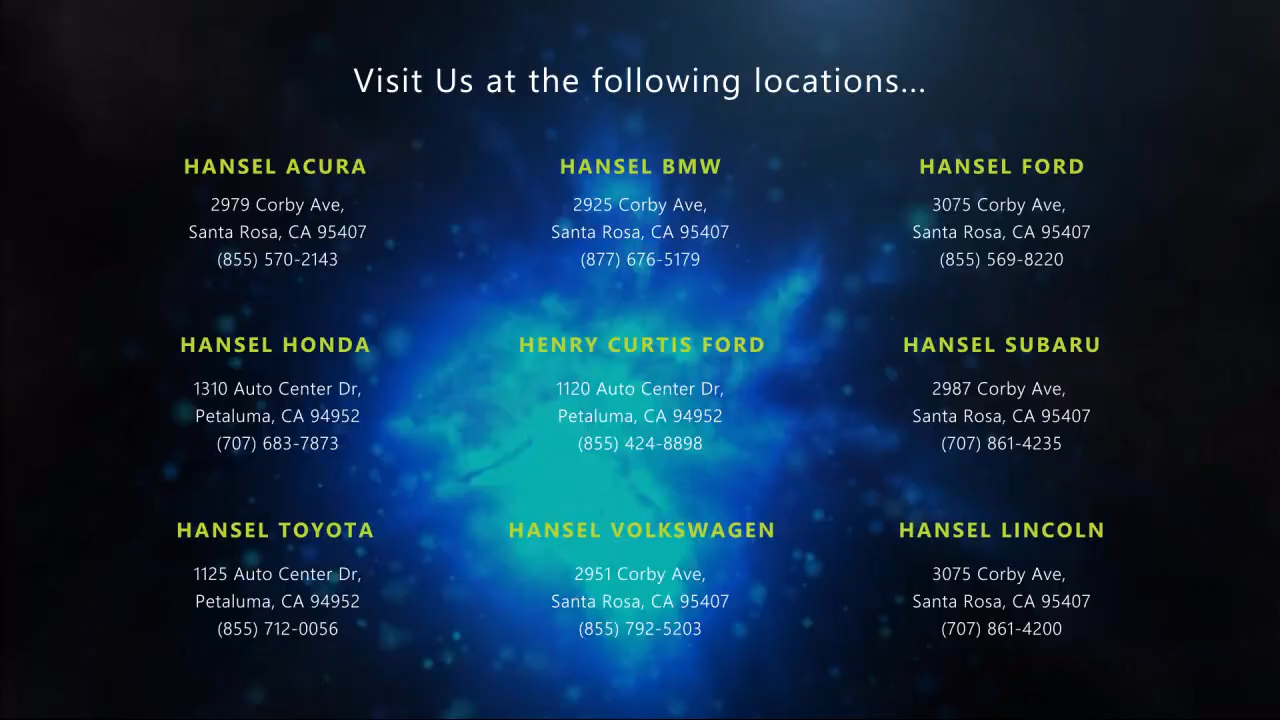 Visit Us at the following locations...
HANSEL ACURA
2979 Corby Ave,
Santa Rosa, CA 95407
(855) 570-2143
HANSEL BMW
2925 Corby Ave,
Santa Rosa, CA 95407
(877) 676-5179
HANSEL FORD
3075 Corby Ave,
Santa Rosa, CA 95407
(855) 569-8220
HANSEL HONDA
1310 Auto Center Dr,
Petaluma, CA 94952
(707) 683-7873
HENRY CURTIS FORD
1120 Auto Center Dr,
Petaluma, CA 94952
(855) 424-8898
HANSEL SUBARU
2987 Corby Ave,
Santa Rosa, CA 95407
(707) 861-4235
HANSEL TOYOTA
1125 Auto Center Dr,
Petaluma, CA 94952
(855) 712-0056
HANSEL VOLKSWAGEN
2951 Corby Ave,
Santa Rosa, CA 95407
(855) 792-5203
HANSEL LINCOLN
3075 Corby Ave,
Santa Rosa, CA 95407
(707) 861-4200